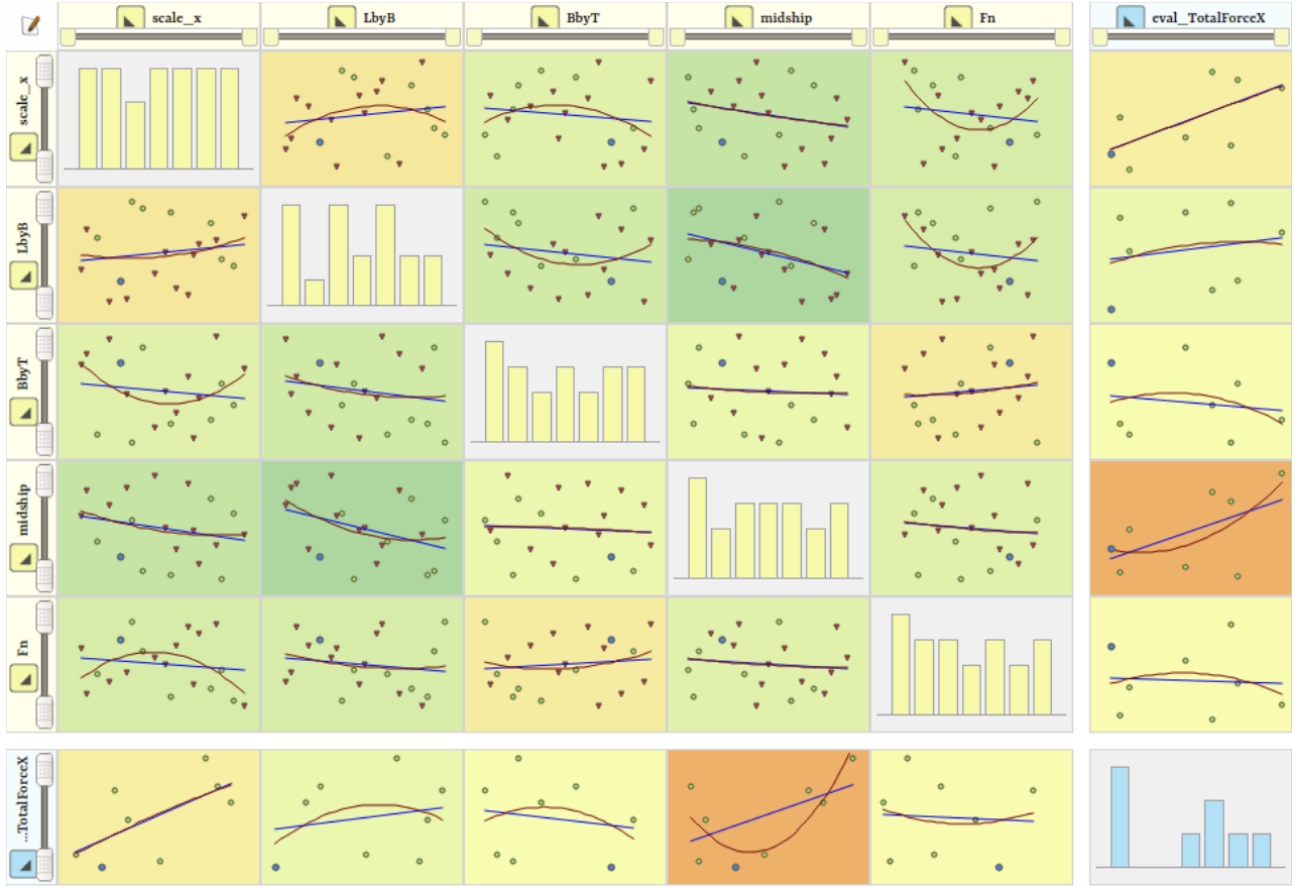 scale_x
LbyB
BbyT
midship
Fn
eval_TotalForceX
scale_x
LbyB
BbyT
midship
Fn
...TotalForceX